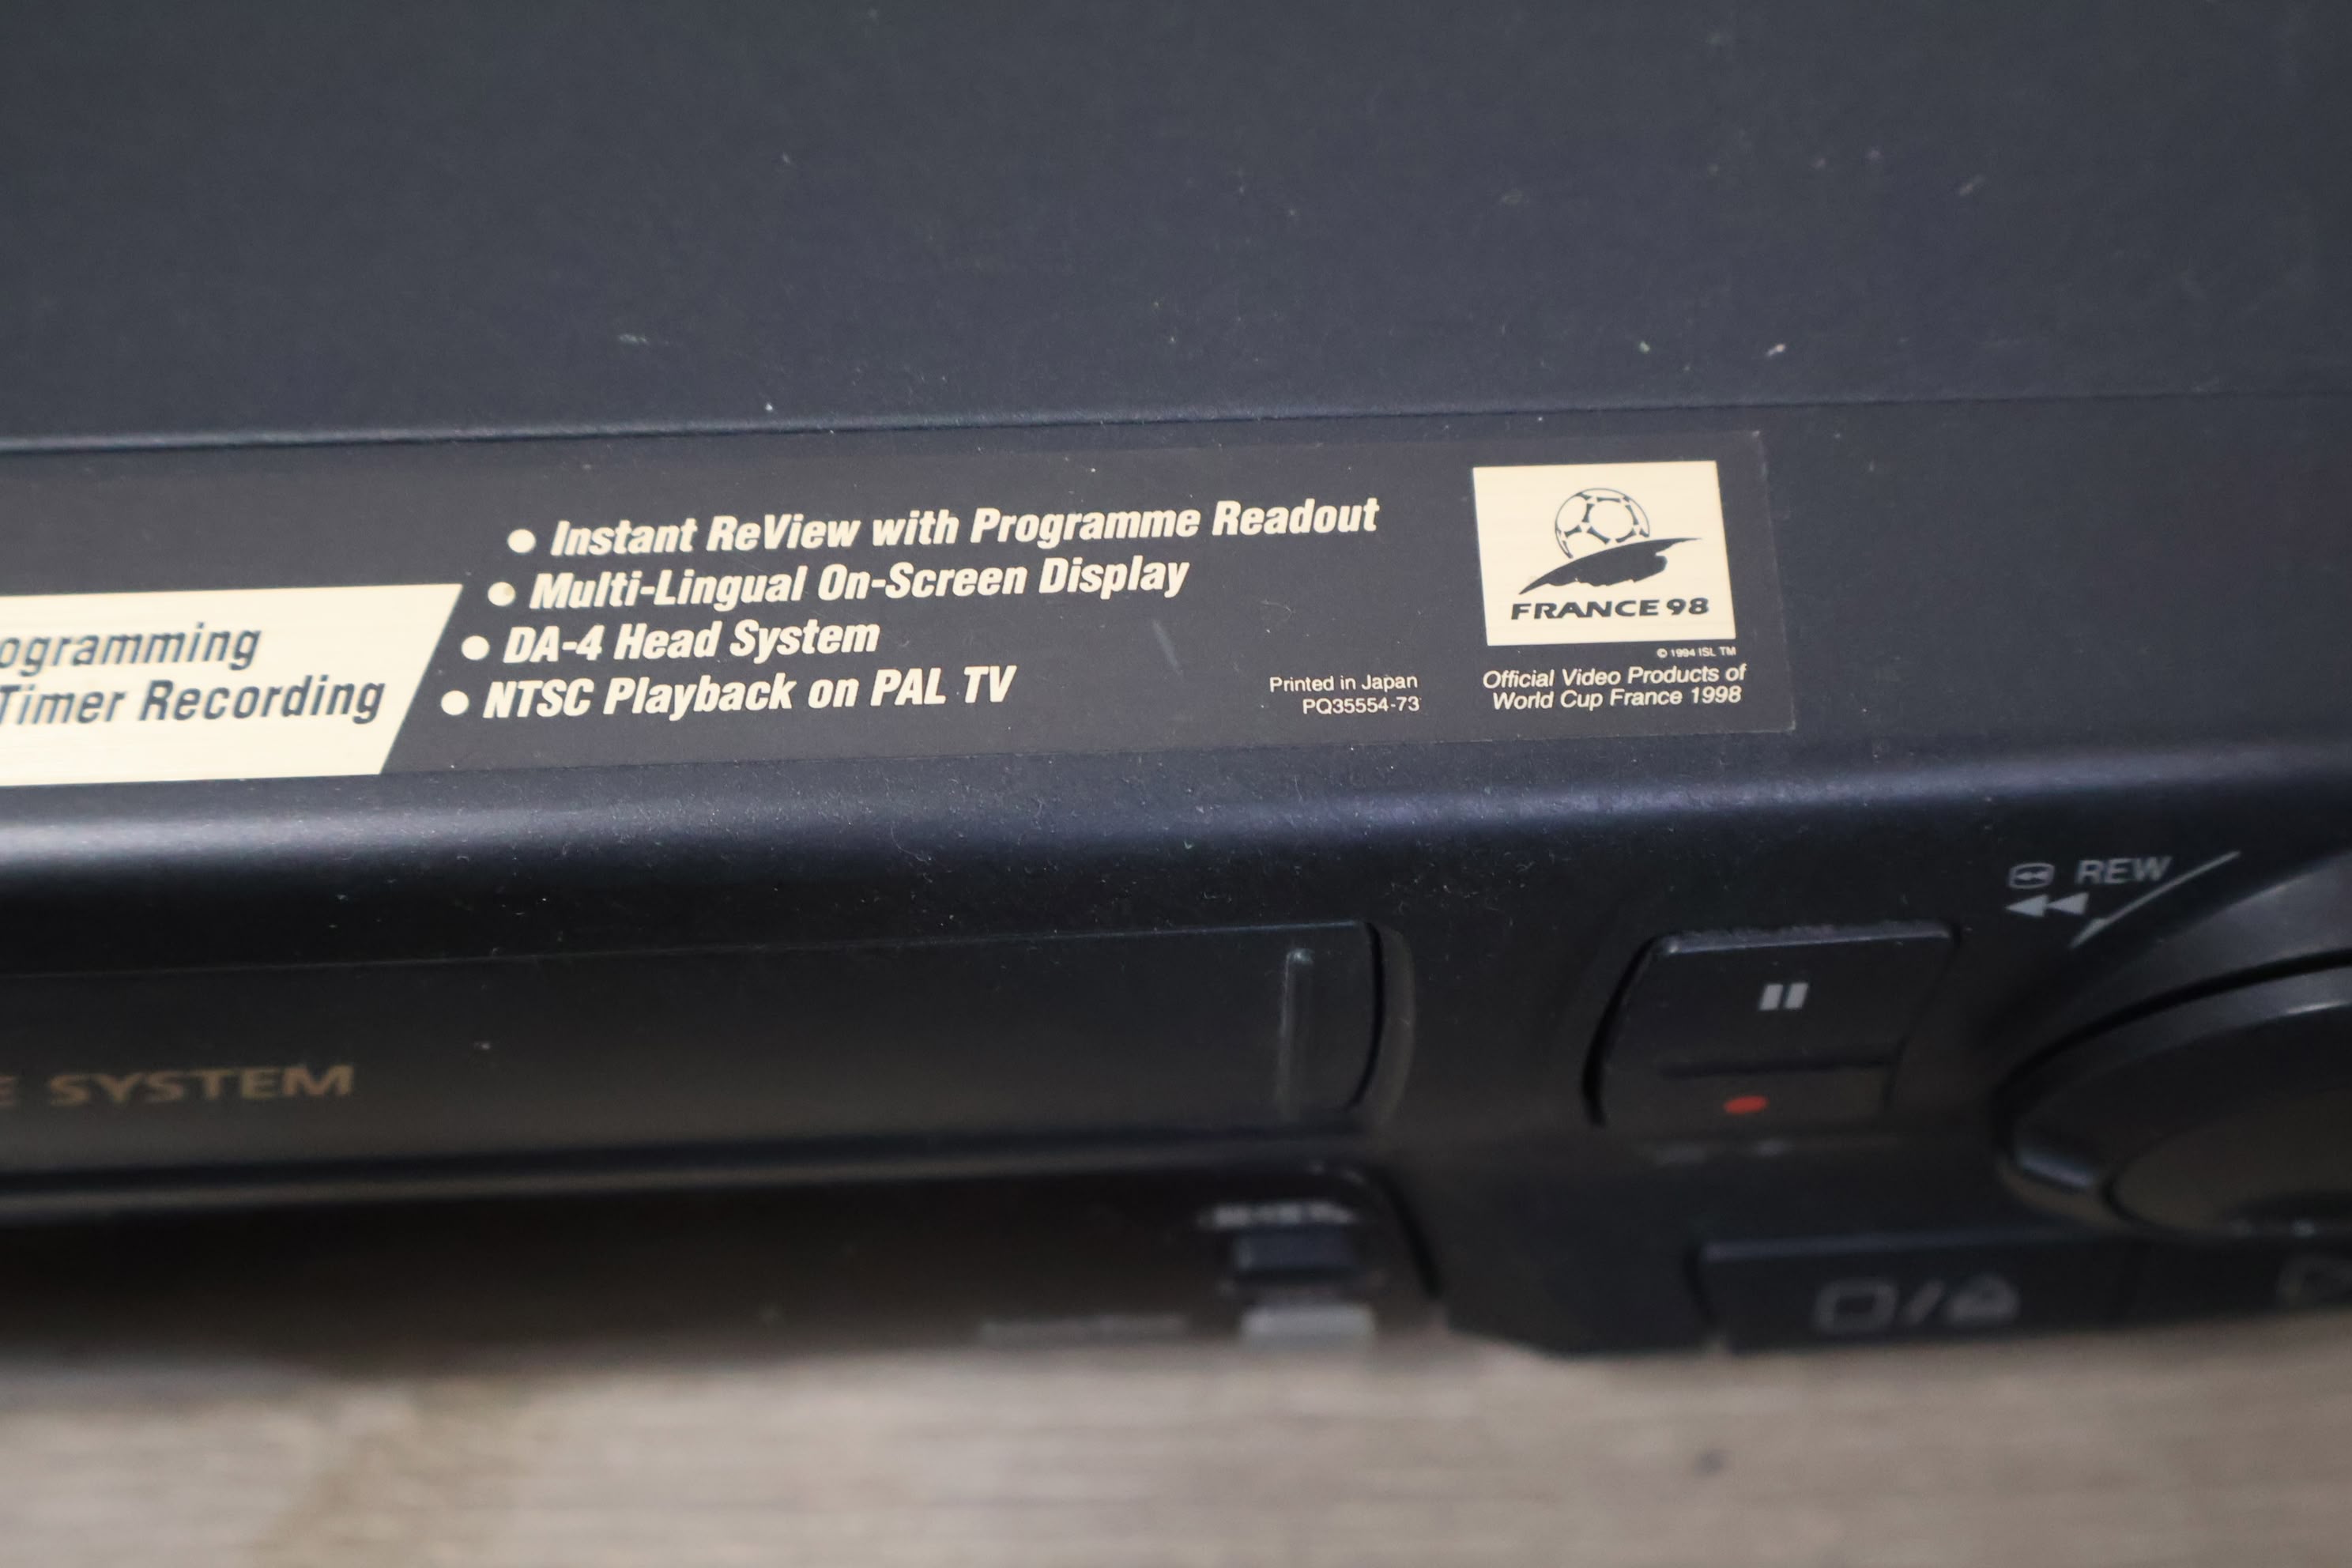 ● Instant ReView with Programme Readout
● Multi-Lingual On-Screen Display
● DA-4 Head System
● NTSC Playback on PAL TV
ogramming
Timer Recording
Printed in Japan
PQ35554-73
FRANCE 98
© 1994 ISL TM
Official Video Products of
World Cup France 1998
REW
E SYSTEM